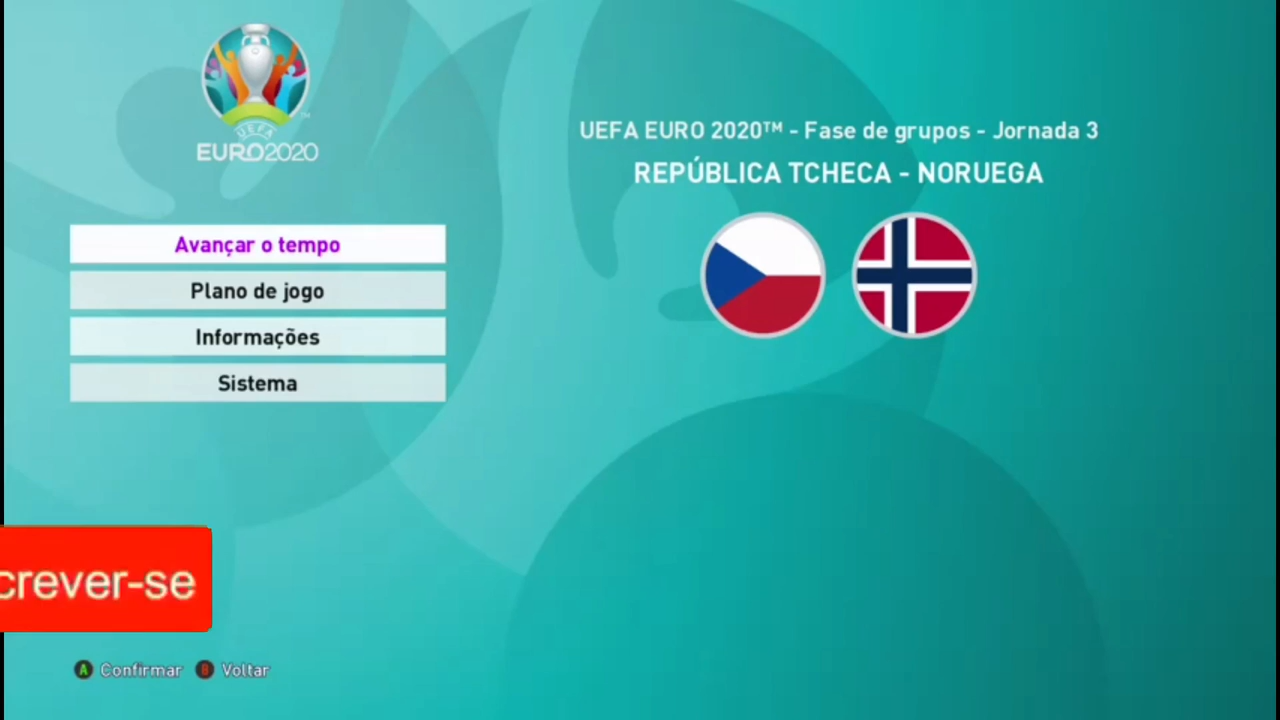 UEFA
EURO2020
UEFA EURO 2020™ - Fase de grupos - Jornada 3
REPÚBLICA TCHECA - NORUEGA
Avançar o tempo
Plano de jogo
Informações
Sistema
crever-se
A Confirmar B Voltar